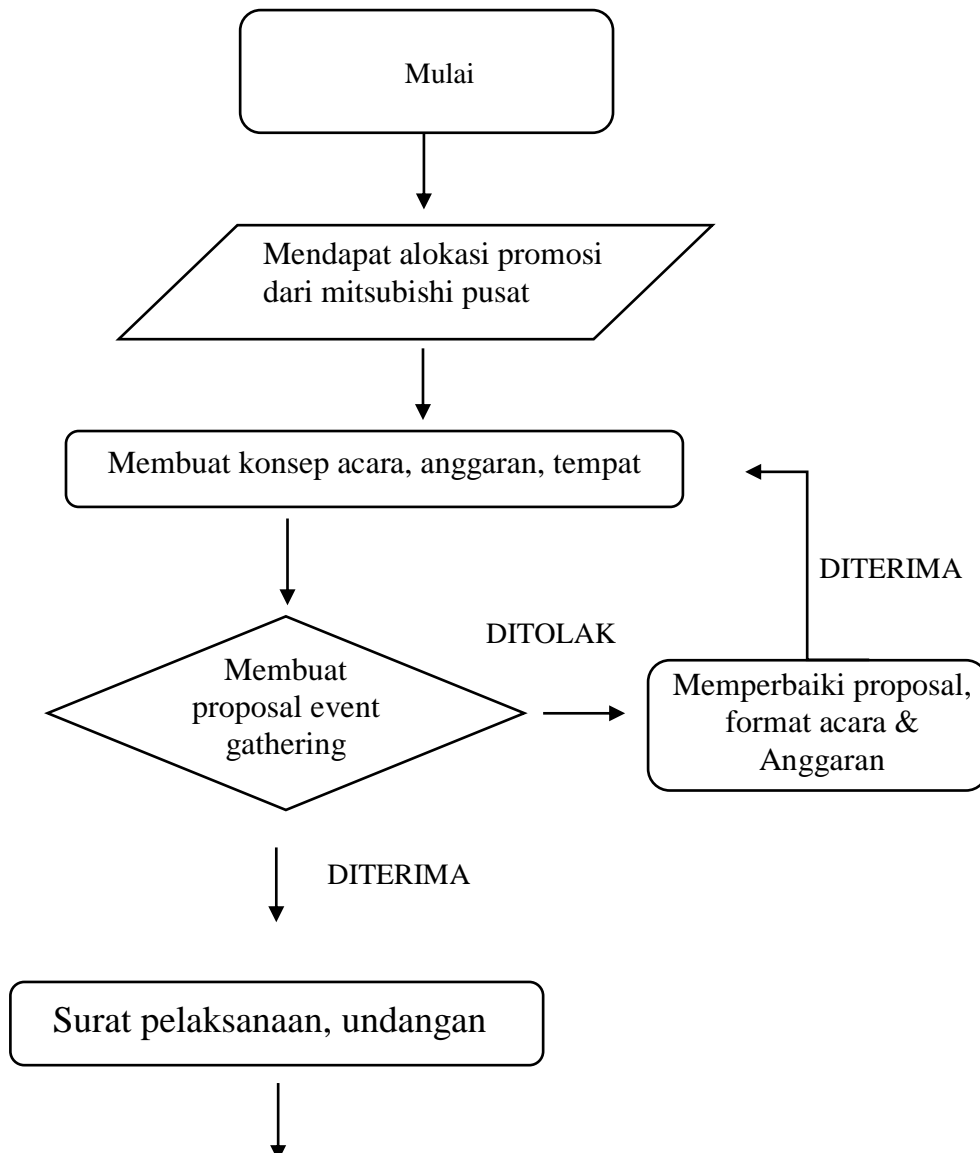 Mulai
Mendapat alokasi promosi
dari mitsubishi pusat
Membuat konsep acara, anggaran, tempat
DITERIMA
DITOLAK
Membuat
proposal event
gathering
Memperbaiki proposal,
format acara &
Anggaran
DITERIMA
Surat pelaksanaan, undangan